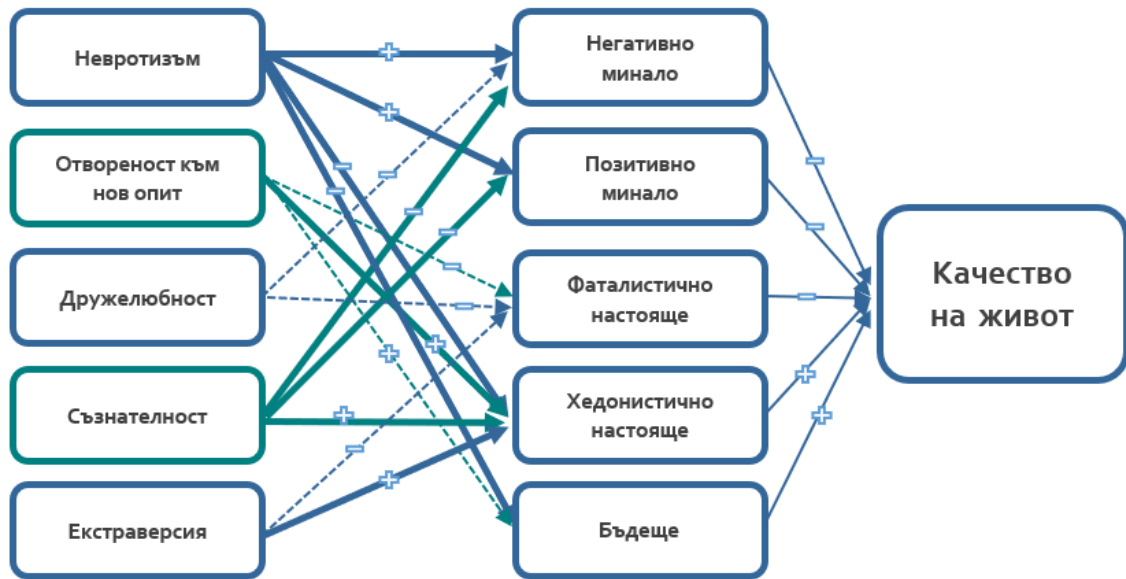 Невротизъм
Отвореност към
нов опит
Дружелюбност
Съзнателност
Екстраверсия
Негативно
минало
Позитивно
минало
Фаталистично
настояще
Хедонистично
настояще
Бъдеще
Качество
на живот